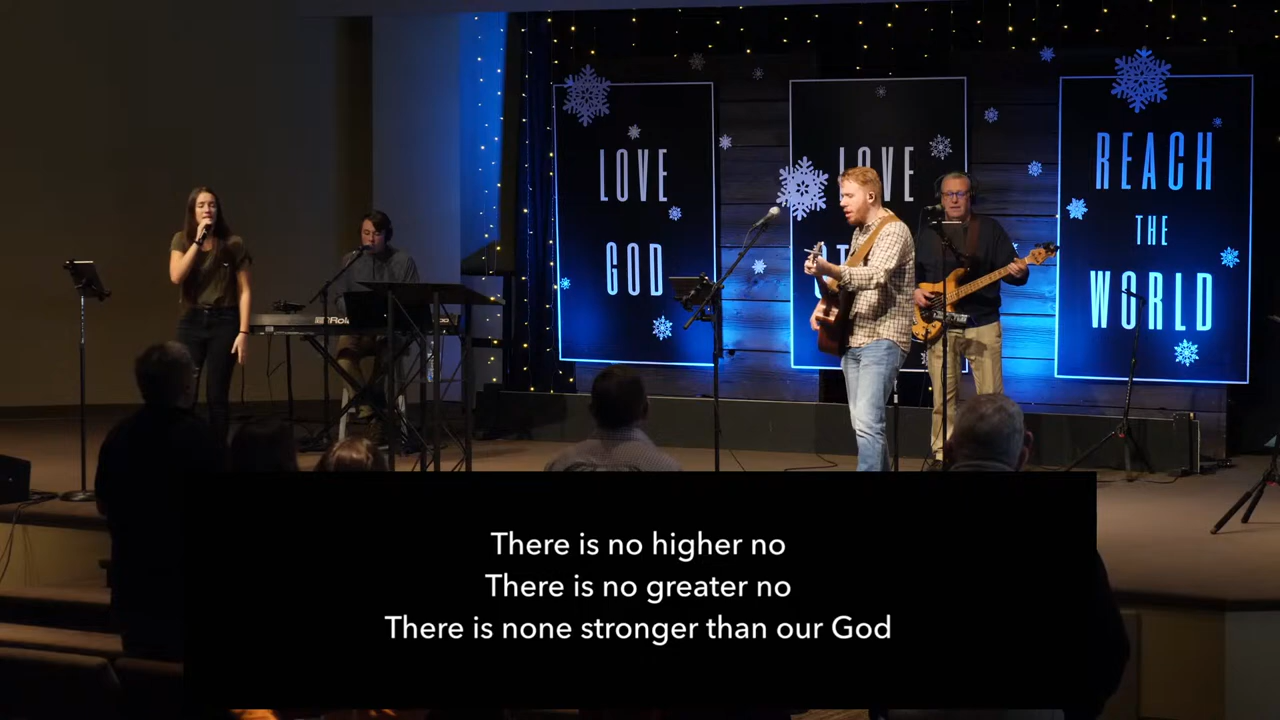 LOVE
GOD
LOVE
REACH
THE
WORLD
There is no higher no
There is no greater no
There is none stronger than our God